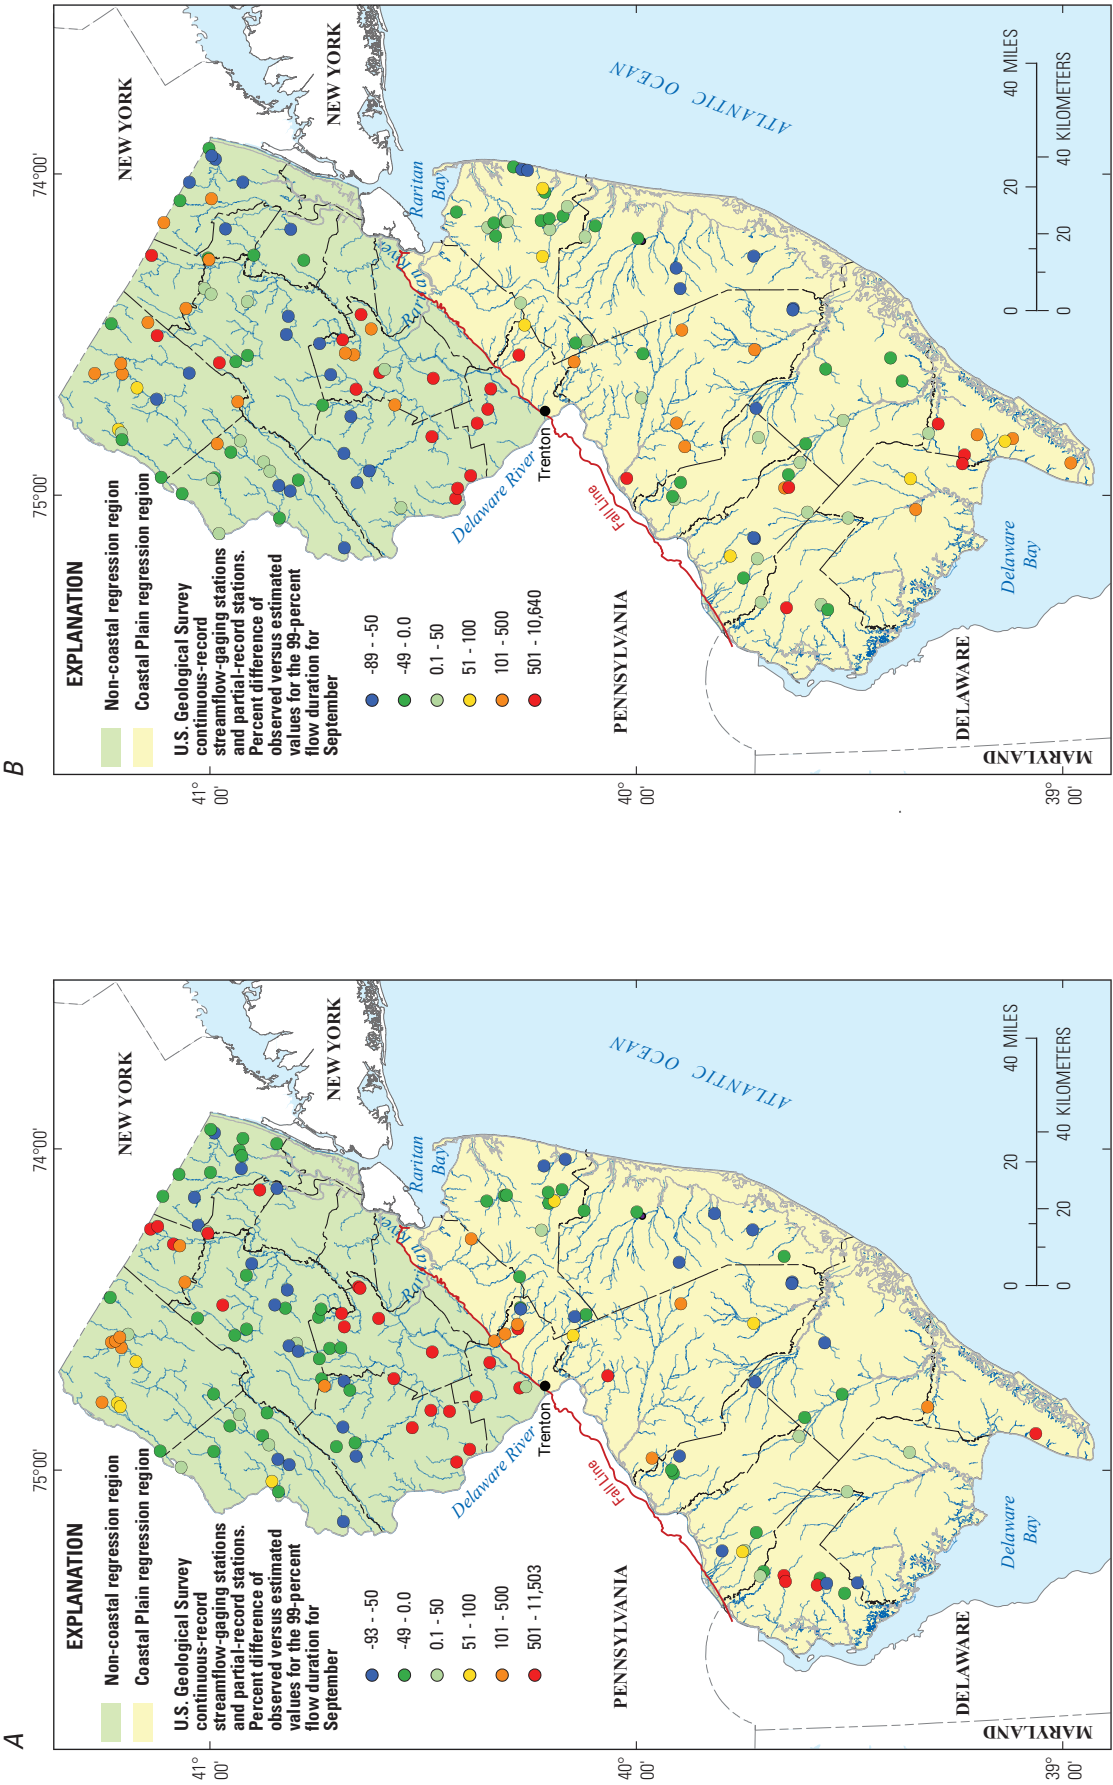 A
EXPLANATION
Non-coastal regression region
Coastal Plain regression region
U.S. Geological Survey
continuous-record
streamflow-gaging stations
and partial-record stations.
Percent difference of
observed versus estimated
values for the 99-percent
flow duration for
September
-93 - -50
-49 - 0.0
0.1 - 50
51 - 100
101 - 500
501 - 11,503
75°00'
74°00'
41°
00'
40°
00'
39°
00'
NEW YORK
NEW YORK
Raritan
Bay
Raritan River
ATLANTIC OCEAN
Trenton
Delaware River
Fall Line
PENNSYLVANIA
DELAWARE
MARYLAND
Delaware
Bay
0 20 40 MILES
0 20 40 KILOMETERS
B
EXPLANATION
Non-coastal regression region
Coastal Plain regression region
U.S. Geological Survey
continuous-record
streamflow-gaging stations
and partial-record stations.
Percent difference of
observed versus estimated
values for the 99-percent
flow duration for
September
-89 - -50
-49 - 0.0
0.1 - 50
51 - 100
101 - 500
501 - 10,640
75°00'
74°00'
41°
00'
40°
00'
39°
00'
NEW YORK
NEW YORK
Raritan
Bay
Raritan River
ATLANTIC OCEAN
Trenton
Delaware River
Fall Line
PENNSYLVANIA
DELAWARE
MARYLAND
Delaware
Bay
0 20 40 MILES
0 20 40 KILOMETERS